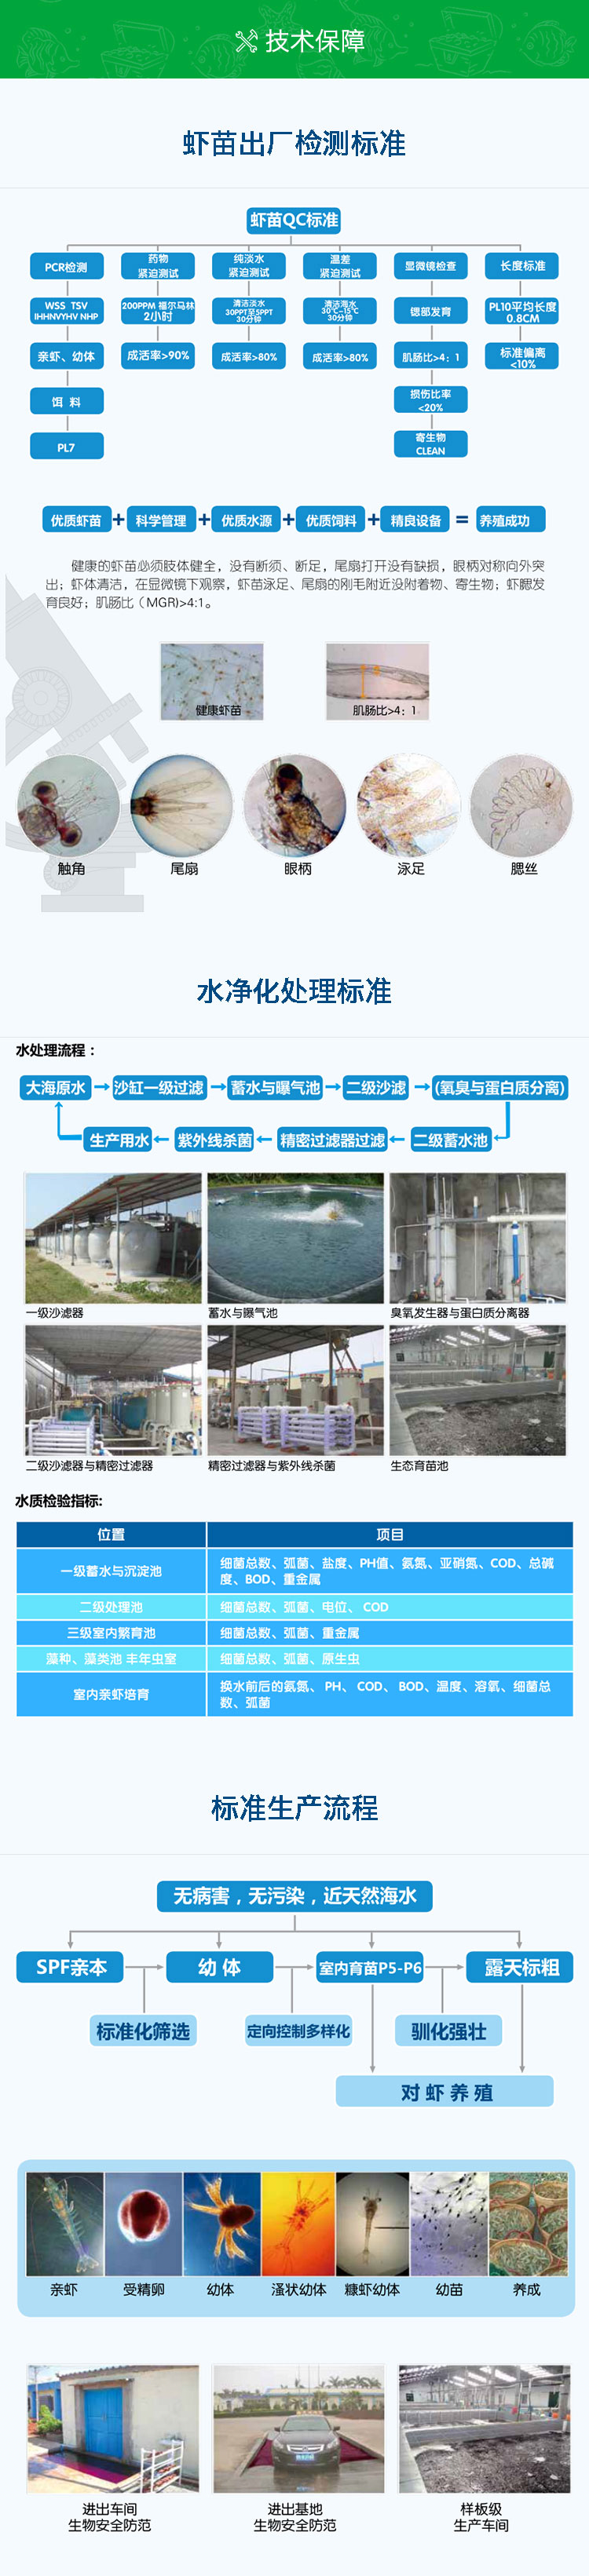 技术保障
虾苗出厂检测标准
虾苗QC标准
PCR检测
WSS TSV
IHHNVYHV NHP
亲虾、幼体
饵 料
PL7
药物
紧迫测试
200PPM 福尔马林
2小时
成活率>90%
纯淡水
紧迫测试
清洁淡水
30PPT至5PPT
30分钟
成活率>80%
温差
紧迫测试
清洁海水
30℃~15℃
30分钟
成活率>80%
显微镜检查
鳃部发育
肌肠比>4：1
损伤比率
<20%
寄生物
CLEAN
长度标准
PL10平均长度
0.8CM
标准偏离
<10%
优质虾苗+科学管理+优质水源+优质饲料+精良设备=养殖成功
健康的虾苗必须肢体健全，没有断须、断足，尾扇打开没有缺损，眼柄对称向外突
出；虾体清洁，在显微镜下观察，虾苗泳足、尾扇的刚毛附近没附着物、寄生物；虾腮发
育良好；肌肠比（MGR)>4:1。
健康虾苗
肌肠比>4：1
触角
尾扇
眼柄
泳足
腮丝
水净化处理标准
水处理流程：
大海原水
沙缸一级过滤
蓄水与曝气池
二级沙滤
(氧臭与蛋白质分离)
二级蓄水池
精密过滤器过滤
紫外线杀菌
生产用水
一级沙滤器
蓄水与曝气池
臭氧发生器与蛋白质分离器
二级沙滤器与精密过滤器
精密过滤器与紫外线杀菌
生态育苗池
水质检验指标:
位置 项目
一级蓄水与沉淀池
细菌总数、弧菌、盐度、PH值、氨氮、亚硝氮、COD、总碱
度、BOD、重金属
二级处理池 细菌总数、弧菌、电位、 COD
三级室内繁育池 细菌总数、弧菌、重金属
藻种、藻类池 丰年虫室 细菌总数、弧菌、原生虫
室内亲虾培育
换水前后的氨氮、 PH、 COD、 BOD、温度、溶氧、细菌总
数、弧菌
标准生产流程
无病害，无污染，近天然海水
SPF亲本
幼 体
室内育苗P5-P6
露天标粗
标准化筛选
定向控制多样化
驯化强壮
对 虾 养 殖
亲虾
受精卵
幼体
溞状幼体
糠虾幼体
幼苗
养成
进出车间
生物安全防范
进出基地
生物安全防范
样板级
生产车间